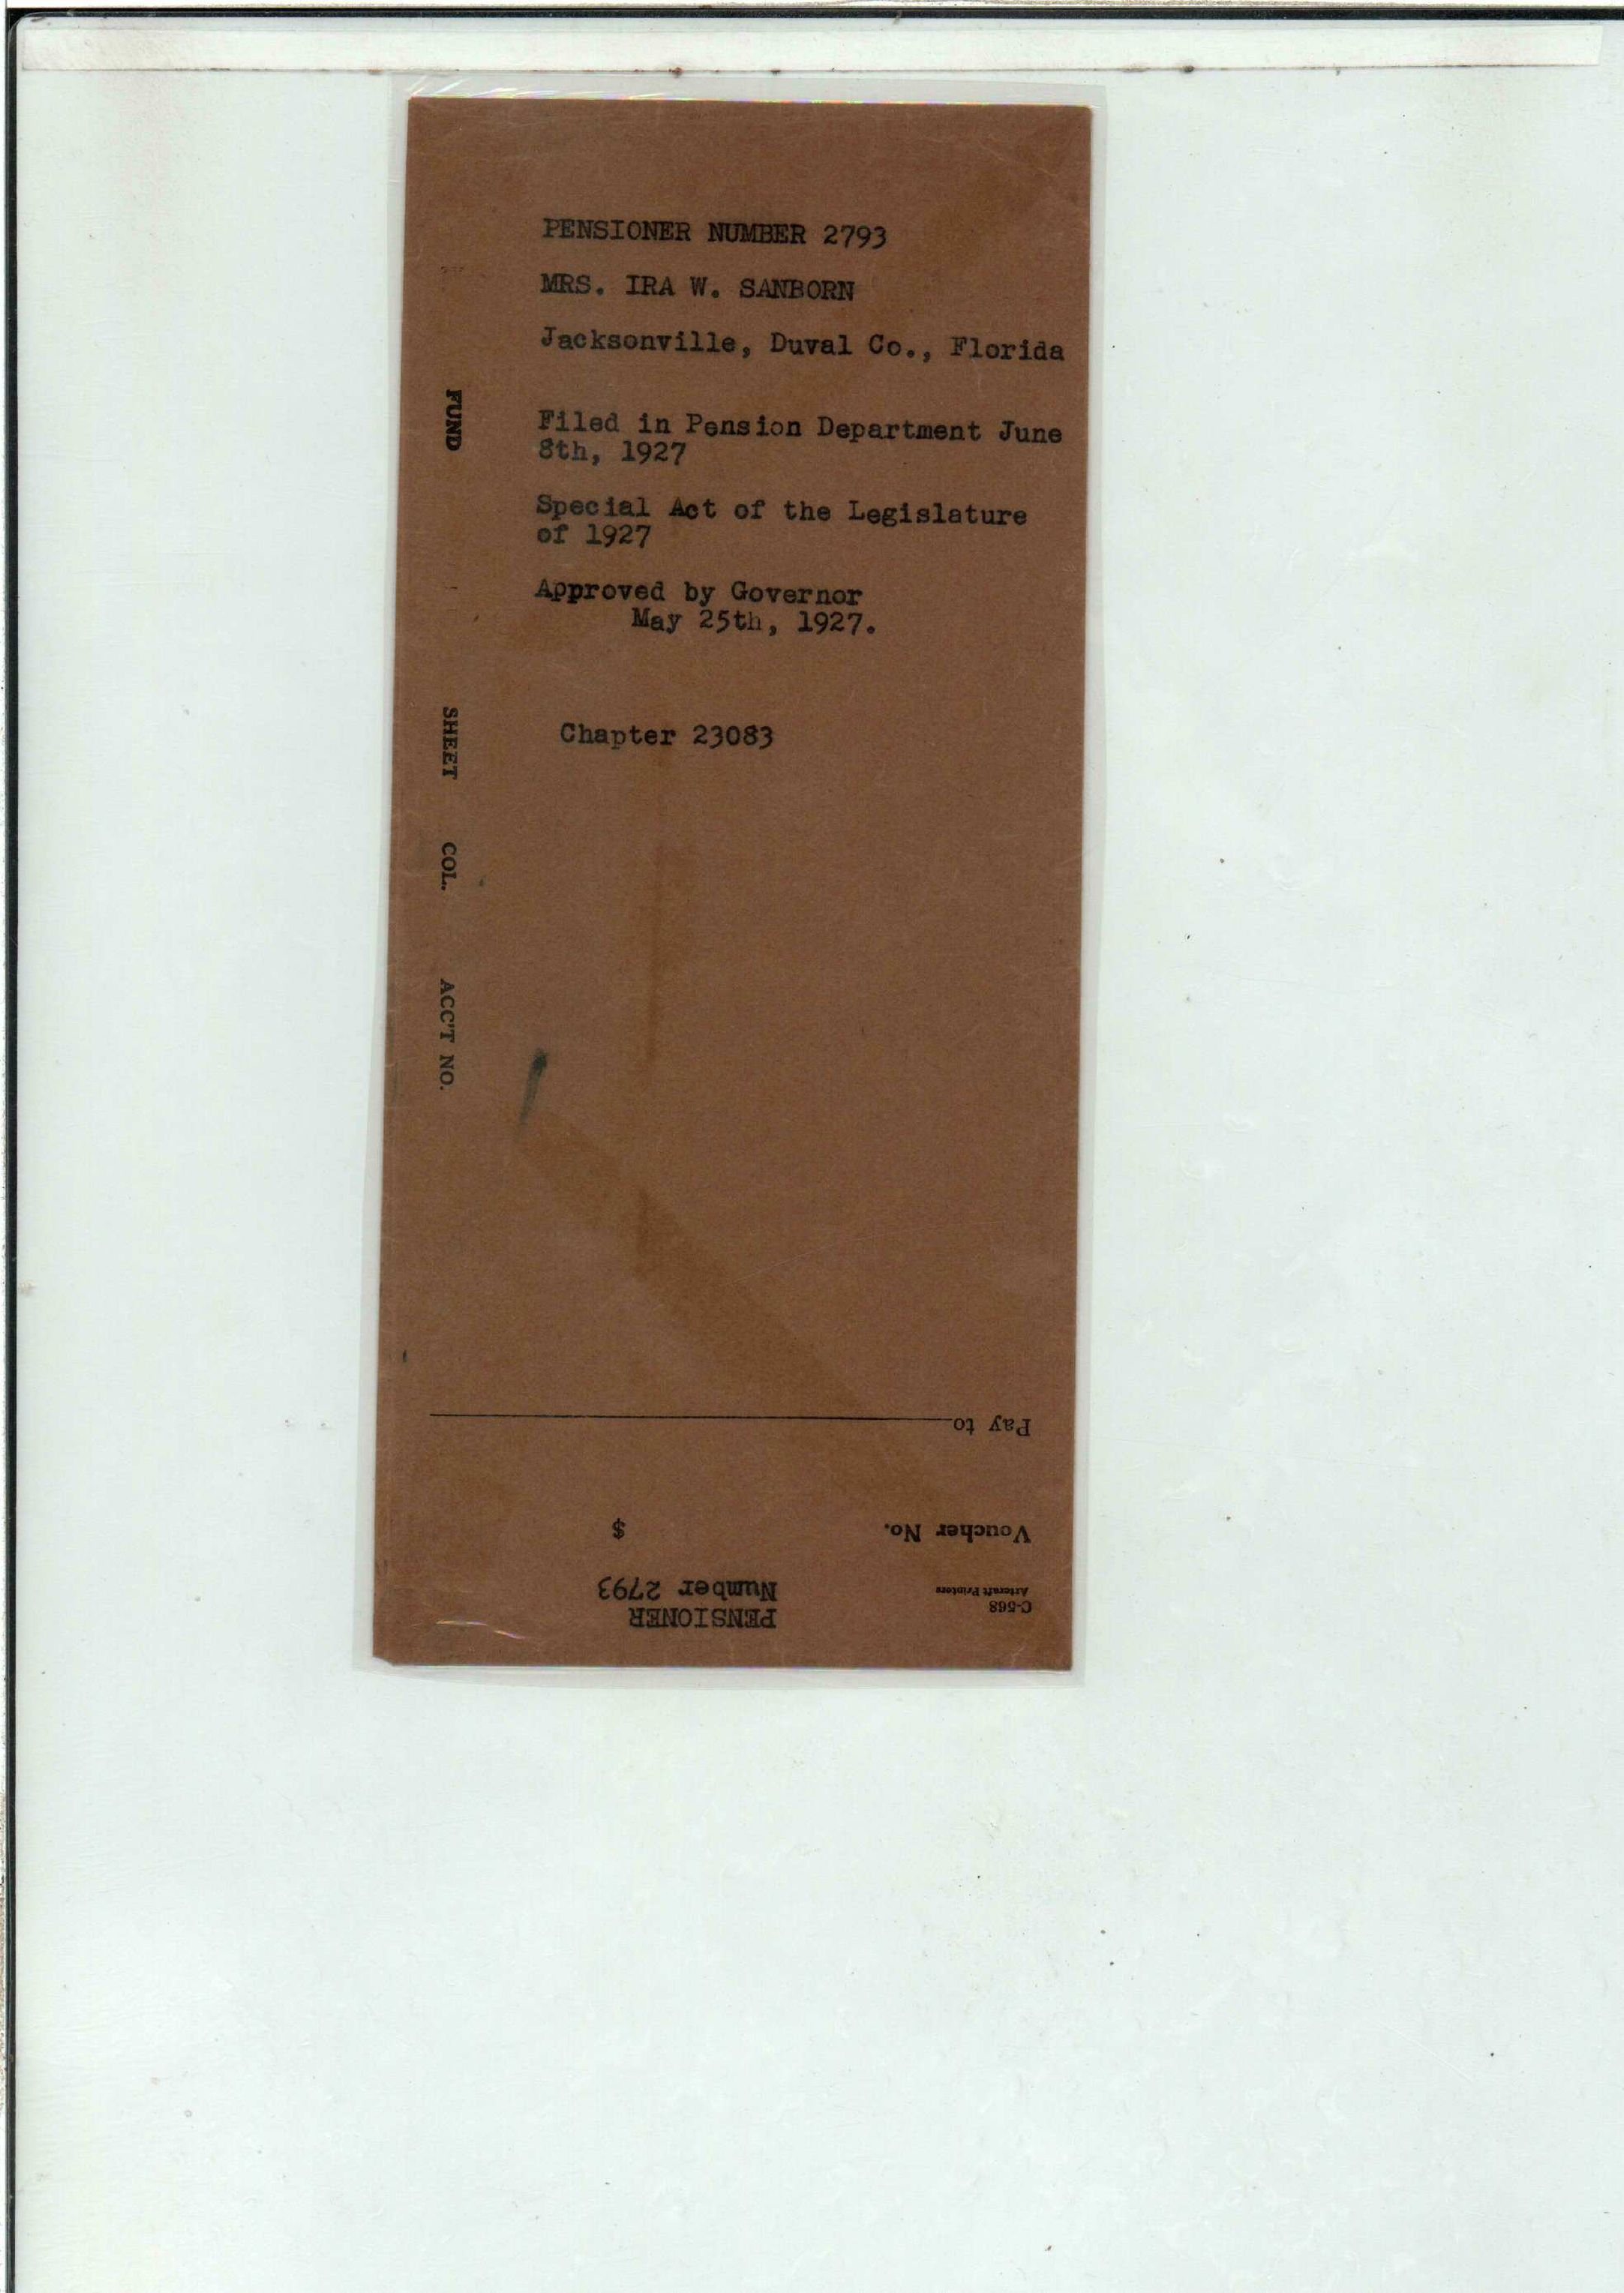 PENSIONER NUMBER 2793
MRS. IRA W. SANBORN
Jacksonville, Duval Co., Florida
Filed in Pension Department June
8th, 1927
Special Act of the Legislature
of 1927
Approved by Governor
May 25th, 1927.
Chapter 23083
FUND
SHEET
COL.
ACC'T NO.
C-568
Artcraft Printers
PENSIONER
Number 2793
Voucher No.
$
Pay to